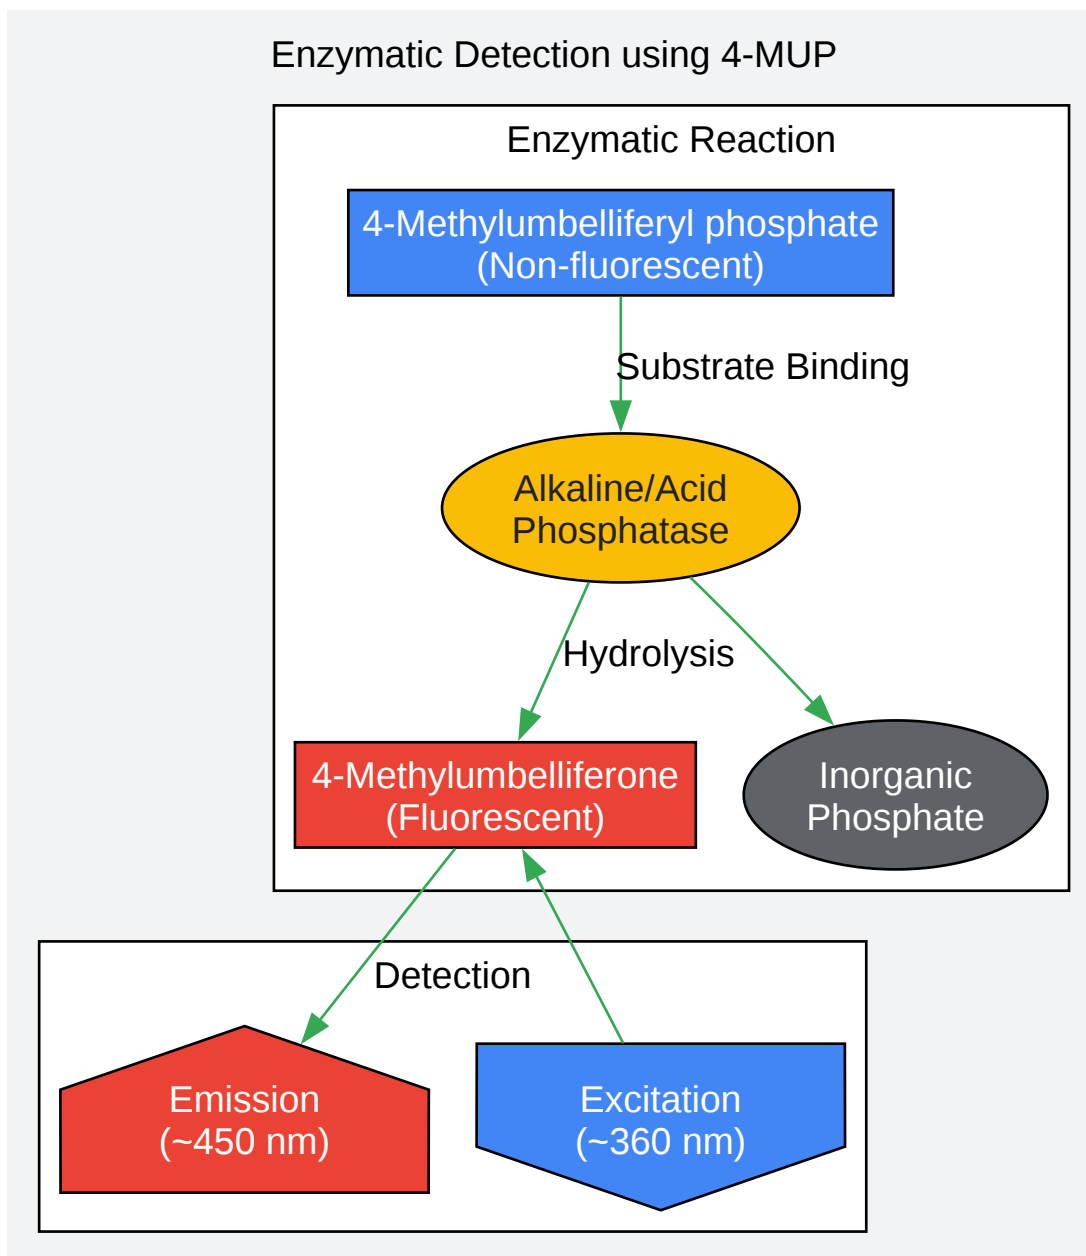 Enzymatic Detection using 4-MUP
Enzymatic Reaction
4-Methylumbelliferyl phosphate
(Non-fluorescent)
Substrate Binding
Alkaline/Acid
Phosphatase
Hydrolysis
4-Methylumbelliferone
(Fluorescent)
Inorganic
Phosphate
Detection
Emission
(~450 nm)
Excitation
(~360 nm)